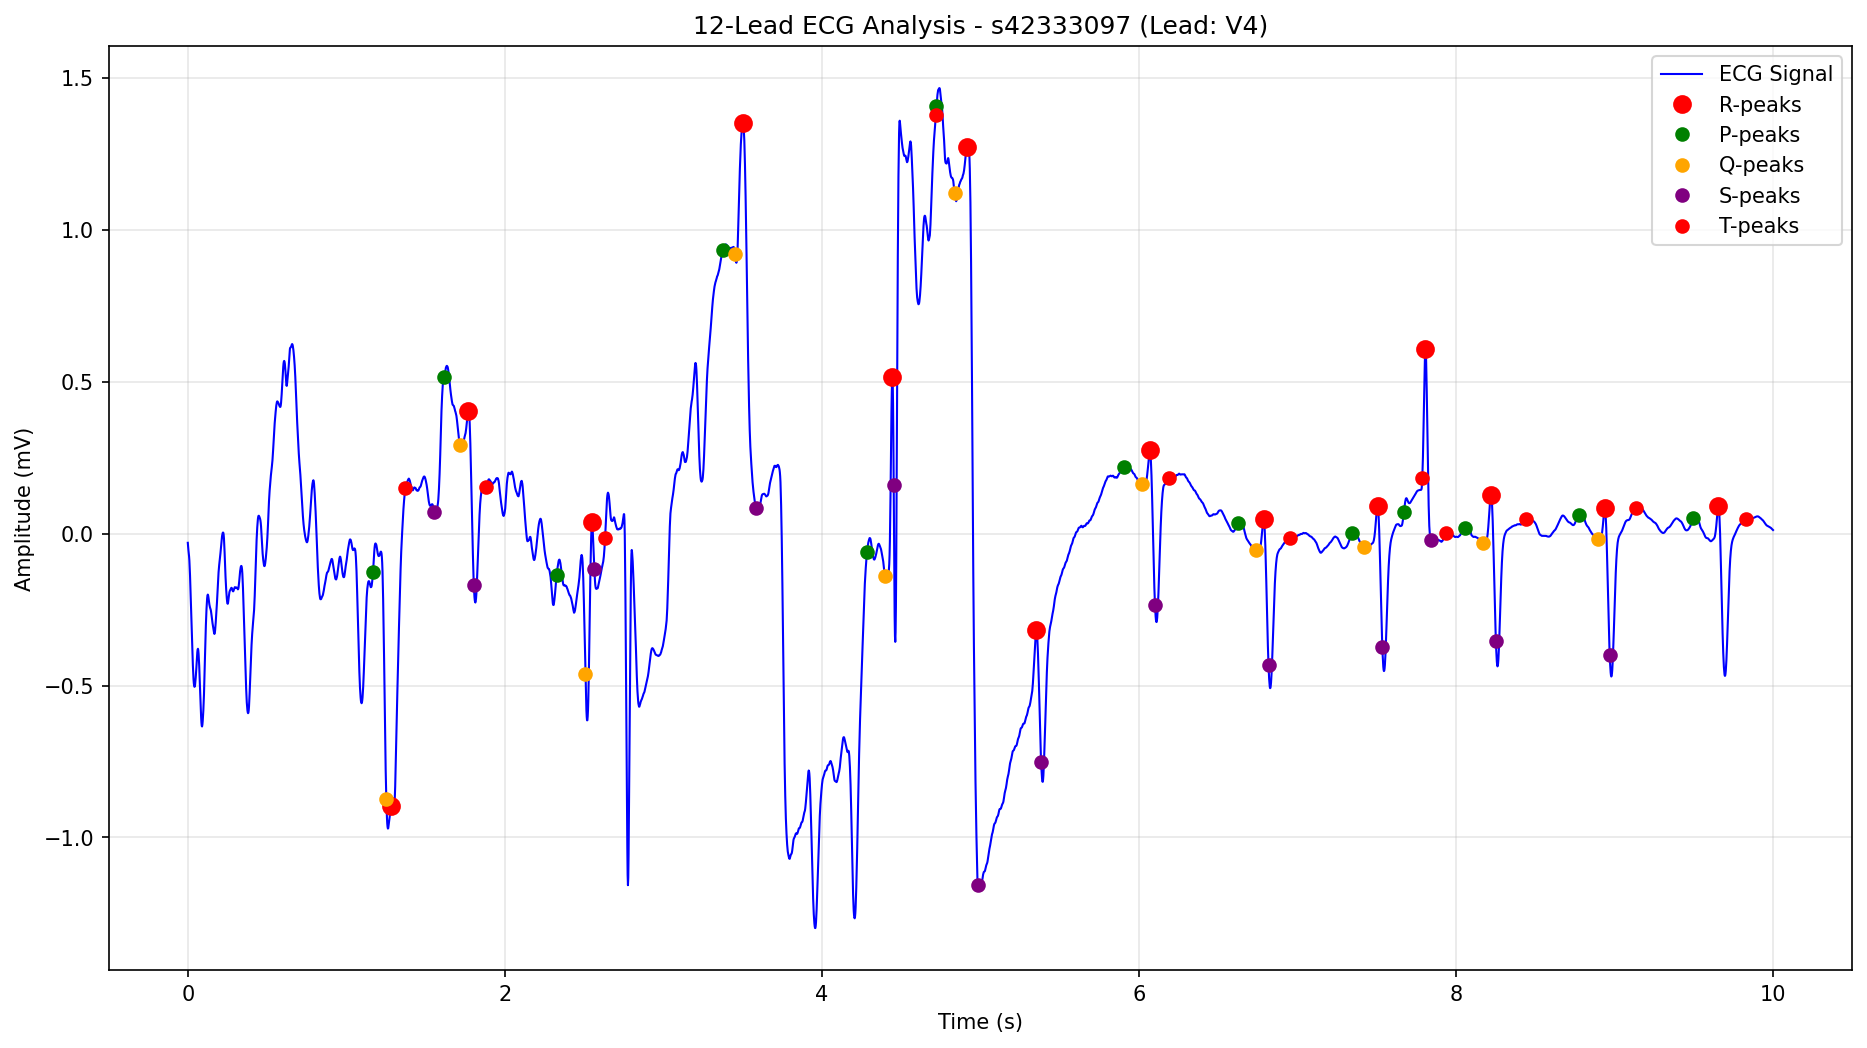 12-Lead ECG Analysis - s42333097 (Lead: V4)
ECG Signal
R-peaks
P-peaks
Q-peaks
S-peaks
T-peaks
Amplitude (mV)
1.5
1.0
0.5
0.0
−0.5
−1.0
0 2 4 6 8 10
Time (s)